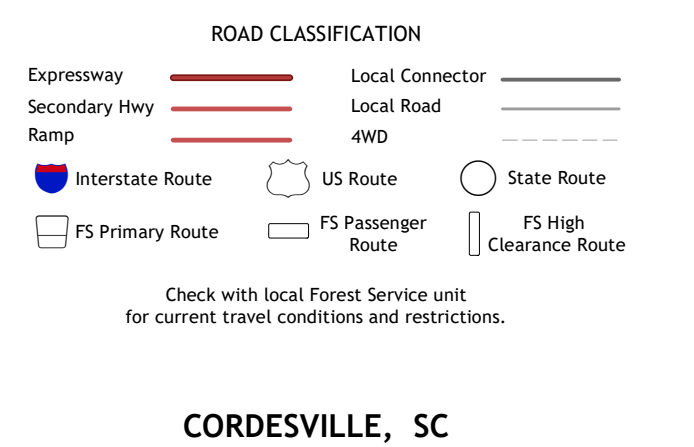 ROAD CLASSIFICATION
Expressway
Local Connector
Secondary Hwy
Local Road
Ramp
4WD
Interstate Route
US Route
State Route
FS Primary Route
FS Passenger
Route
FS High
Clearance Route
Check with local Forest Service unit
for current travel conditions and restrictions.
CORDESVILLE, SC